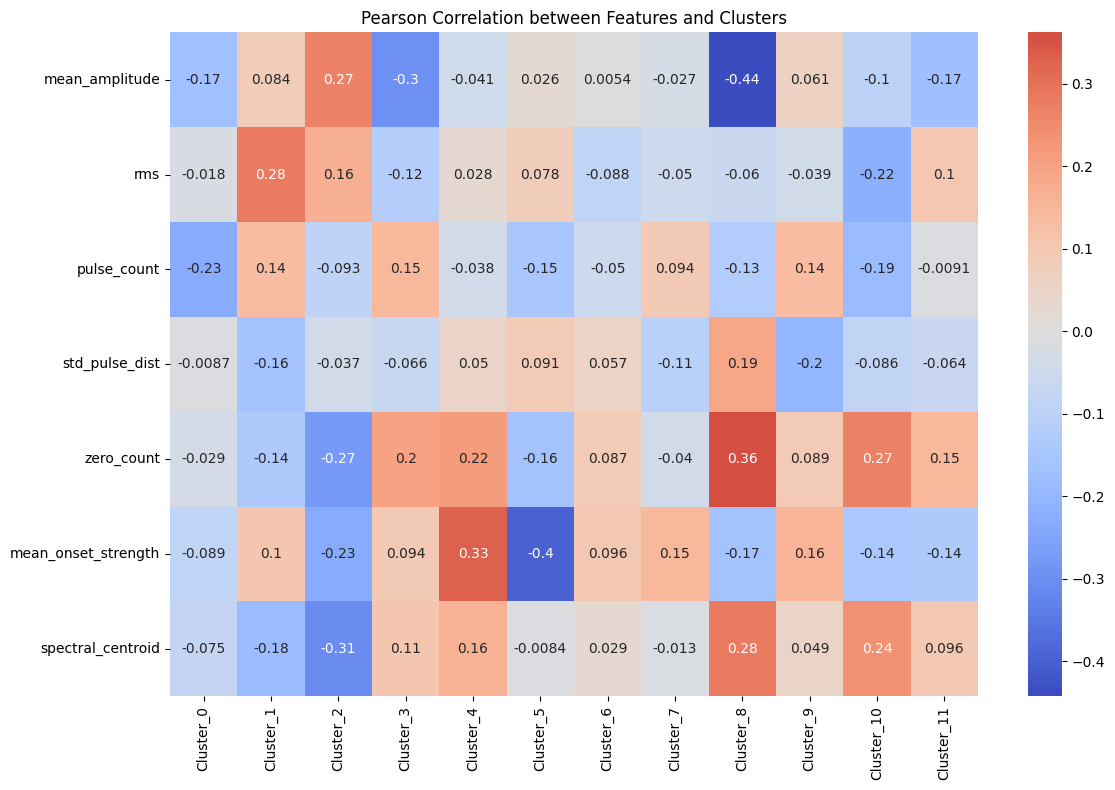 Pearson Correlation between Features and Clusters
mean_amplitude -0.17 0.084 0.27 -0.3 -0.041 0.026 0.0054 -0.027 -0.44 0.061 -0.1 -0.17
rms -0.018 0.28 0.16 -0.12 0.028 0.078 -0.088 -0.05 -0.06 -0.039 -0.22 0.1
pulse_count -0.23 0.14 -0.093 0.15 -0.038 -0.15 -0.05 0.094 -0.13 0.14 -0.19 -0.0091
std_pulse_dist -0.0087 -0.16 -0.037 -0.066 0.05 0.091 0.057 -0.11 0.19 -0.2 -0.086 -0.064
zero_count -0.029 -0.14 -0.27 0.2 0.22 -0.16 0.087 -0.04 0.36 0.089 0.27 0.15
mean_onset_strength -0.089 0.1 -0.23 0.094 0.33 -0.4 0.096 0.15 -0.17 0.16 -0.14 -0.14
spectral_centroid -0.075 -0.18 -0.31 0.11 0.16 -0.0084 0.029 -0.013 0.28 0.049 0.24 0.096
Cluster_0 Cluster_1 Cluster_2 Cluster_3 Cluster_4 Cluster_5 Cluster_6 Cluster_7 Cluster_8 Cluster_9 Cluster_10 Cluster_11
0.3
0.2
0.1
0.0
−0.1
−0.2
−0.3
−0.4